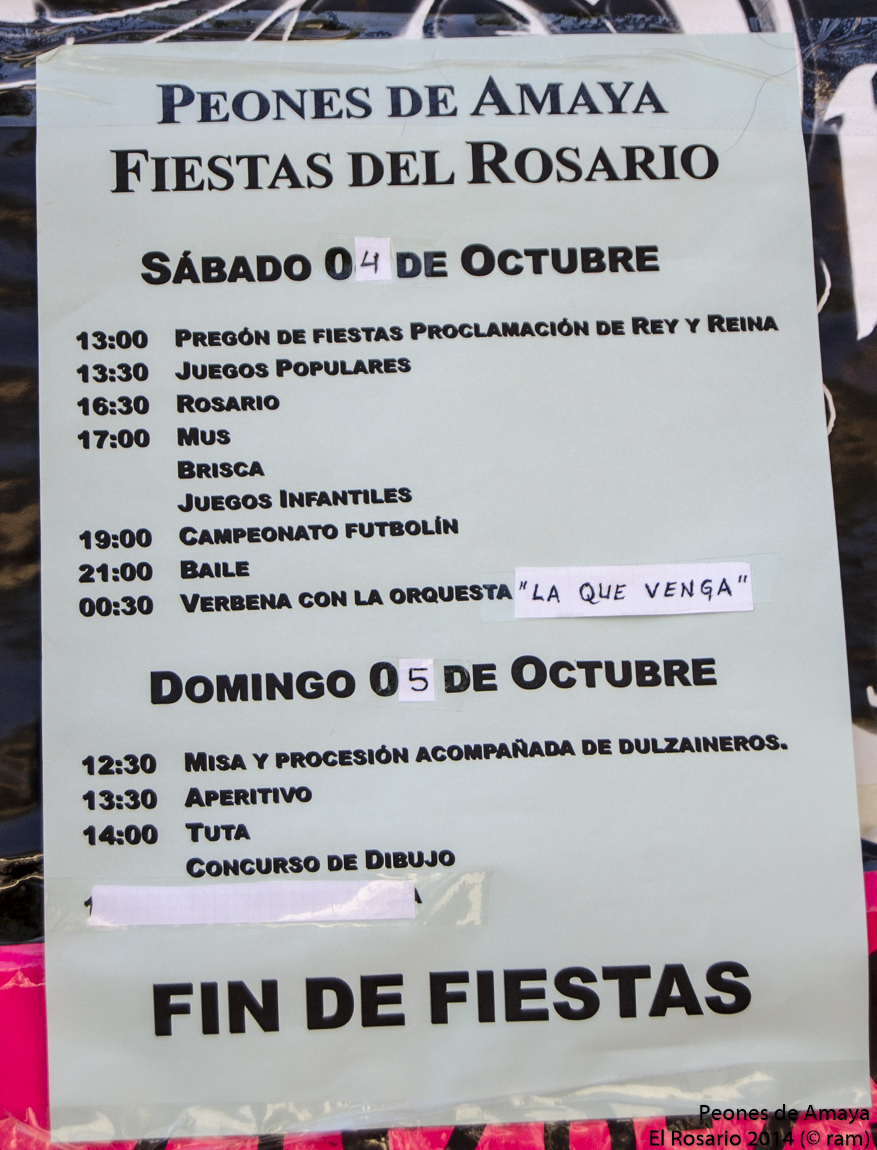 PEONES DE AMAYA
FIESTAS DEL ROSARIO
SÁBADO 04 DE OCTUBRE
13:00 PREGÓN DE FIESTAS PROCLAMACIÓN DE REY Y REINA
13:30 JUEGOS POPULARES
16:30 ROSARIO
17:00 MUS
BRISCA
JUEGOS INFANTILES
19:00 CAMPEONATO FUTBOLÍN
21:00 BAILE
00:30 VERBENA CON LA ORQUESTA "LA QUE VENGA"
DOMINGO 05 DE OCTUBRE
12:30 MISA Y PROCESIÓN ACOMPAÑADA DE DULZAINEROS.
13:30 APERITIVO
14:00 TUTA
CONCURSO DE DIBUJO
FIN DE FIESTAS
Peones de Amaya
El Rosario 2014 (© ram)